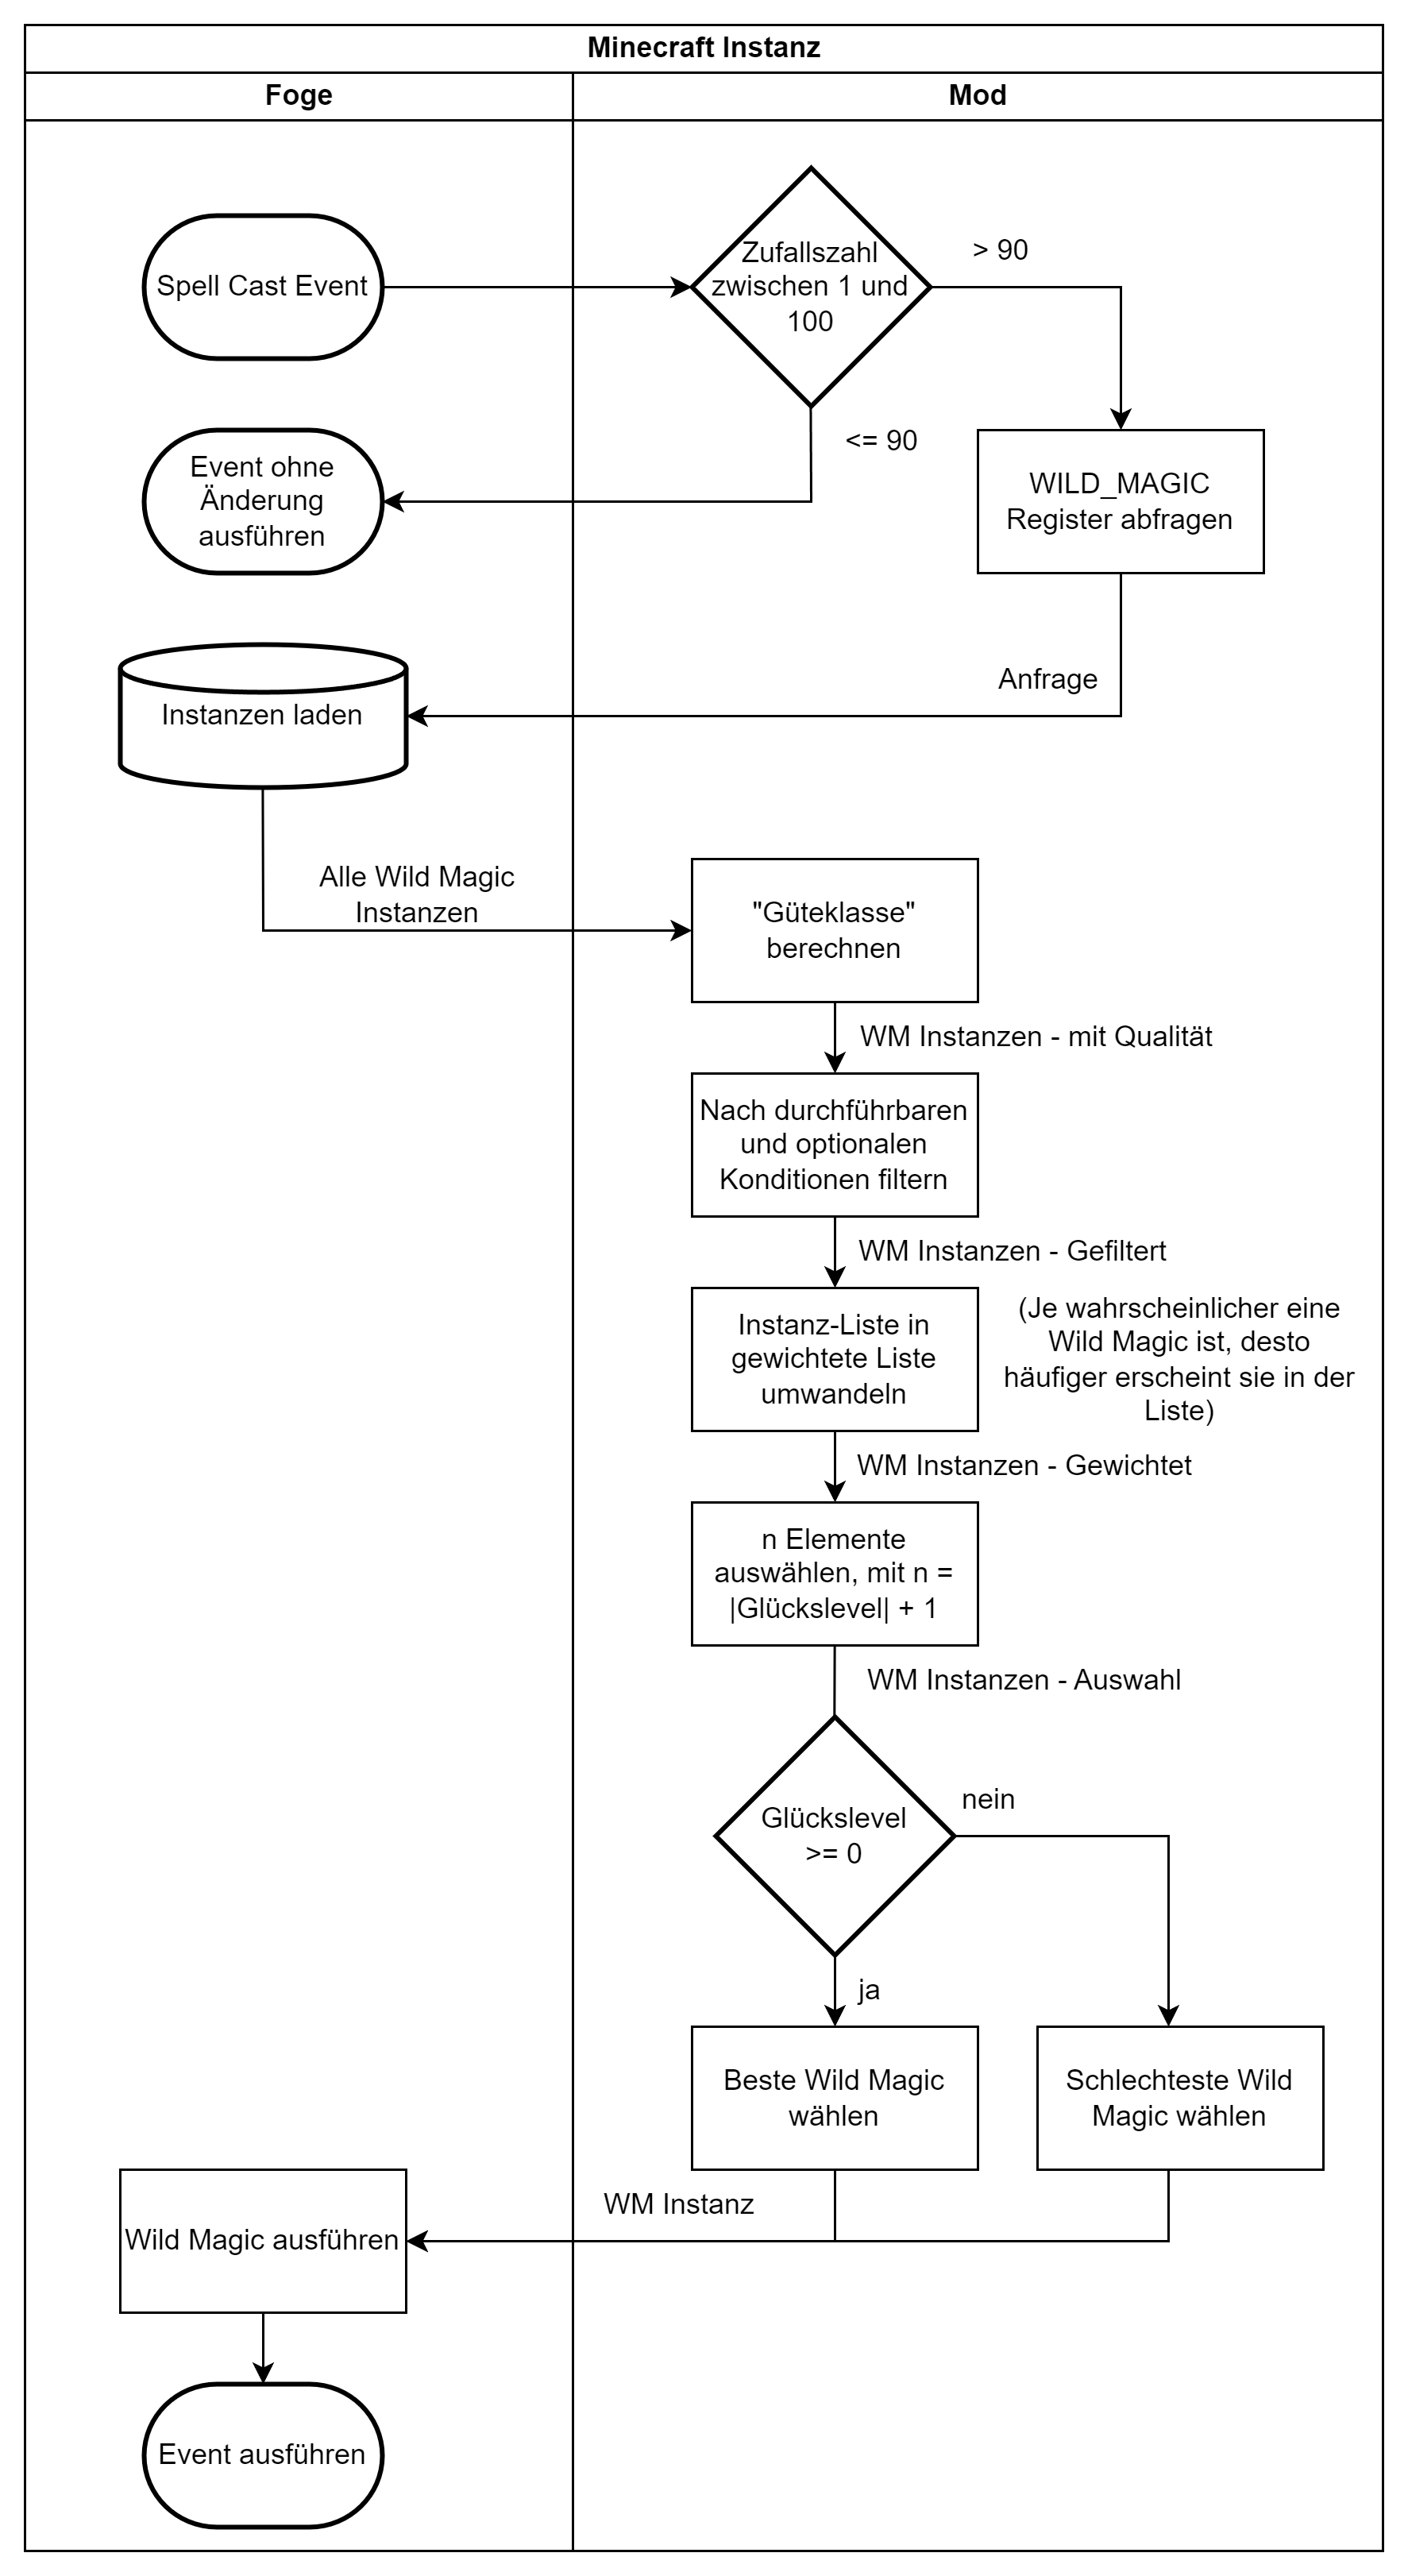 Minecraft Instanz
Foge
Mod
Spell Cast Event
Zufallszahl
zwischen 1 und
100
> 90
<= 90
Event ohne
Änderung
ausführen
WILD_MAGIC
Register abfragen
Anfrage
Instanzen laden
Alle Wild Magic
Instanzen
"Güteklasse"
berechnen
WM Instanzen - mit Qualität
Nach durchführbaren
und optionalen
Konditionen filtern
WM Instanzen - Gefiltert
Instanz-Liste in
gewichtete Liste
umwandeln
(Je wahrscheinlicher eine
Wild Magic ist, desto
häufiger erscheint sie in der
Liste)
WM Instanzen - Gewichtet
n Elemente
auswählen, mit n =
|Glückslevel| + 1
WM Instanzen - Auswahl
Glückslevel
>= 0
nein
ja
Beste Wild Magic
wählen
Schlechteste Wild
Magic wählen
WM Instanz
Wild Magic ausführen
Event ausführen